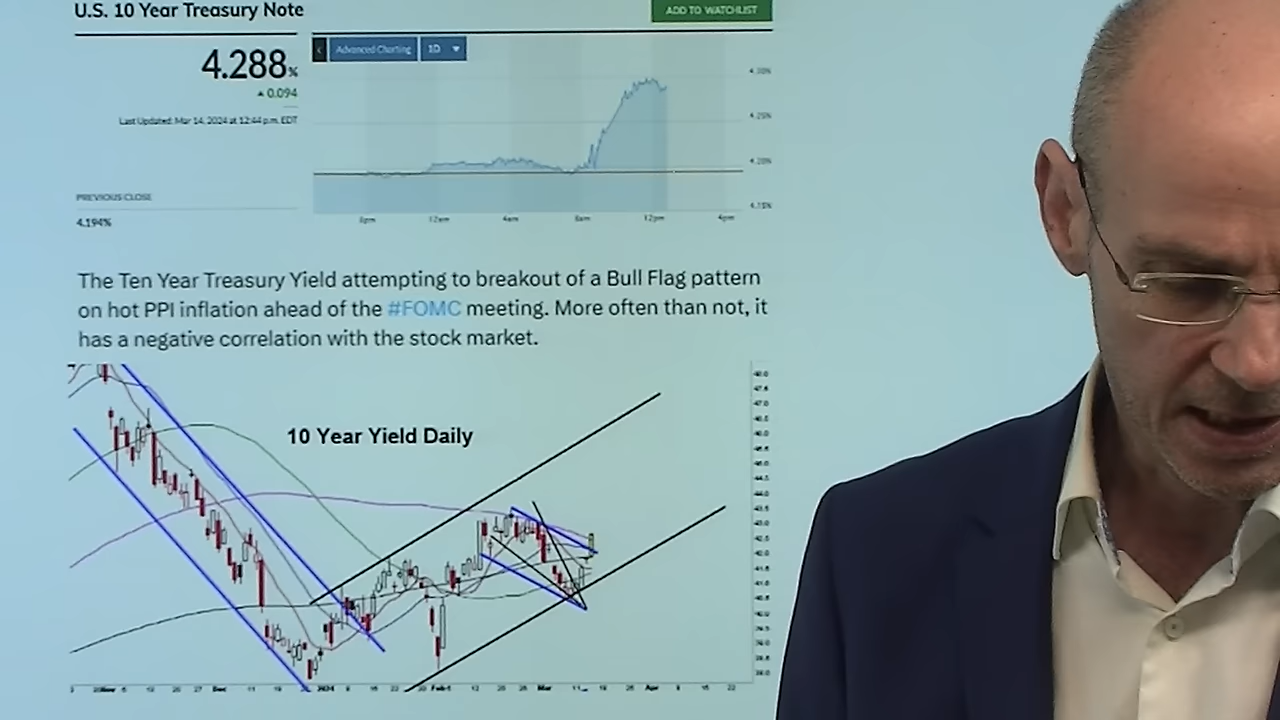 U.S. 10 Year Treasury Note
ADD TO WATCHLIST
4.288%
0.094
Last Updated: Mar 14, 2024 at 12:44 p.m. EDT
PREVIOUS CLOSE
4.194%
Advanced Charting
1D
4.30%
4.25%
4.20%
4.15%
8pm 12am 4am 8am 12pm 4pm
The Ten Year Treasury Yield attempting to breakout of a Bull Flag pattern
on hot PPI inflation ahead of the #FOMC meeting. More often than not, it
has a negative correlation with the stock market.
10 Year Yield Daily
Dec
2024
Mar
Apr